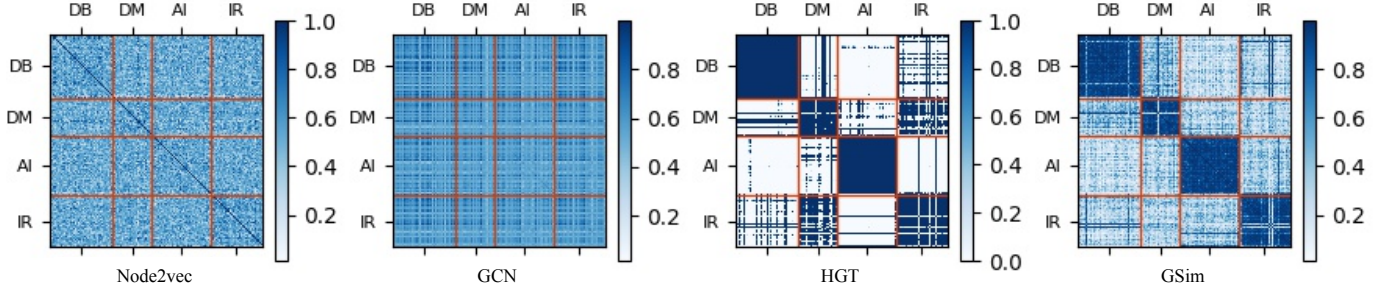 DB DM AI IR
DB
DM
AI
IR
1.0
0.8
0.6
0.4
0.2
Node2vec
DB DM AI IR
DB
DM
AI
IR
0.8
0.6
0.4
0.2
GCN
DB DM AI IR
DB
DM
AI
IR
1.0
0.8
0.6
0.4
0.2
0.0
HGT
DB DM AI IR
DB
DM
AI
IR
0.8
0.6
0.4
0.2
GSim